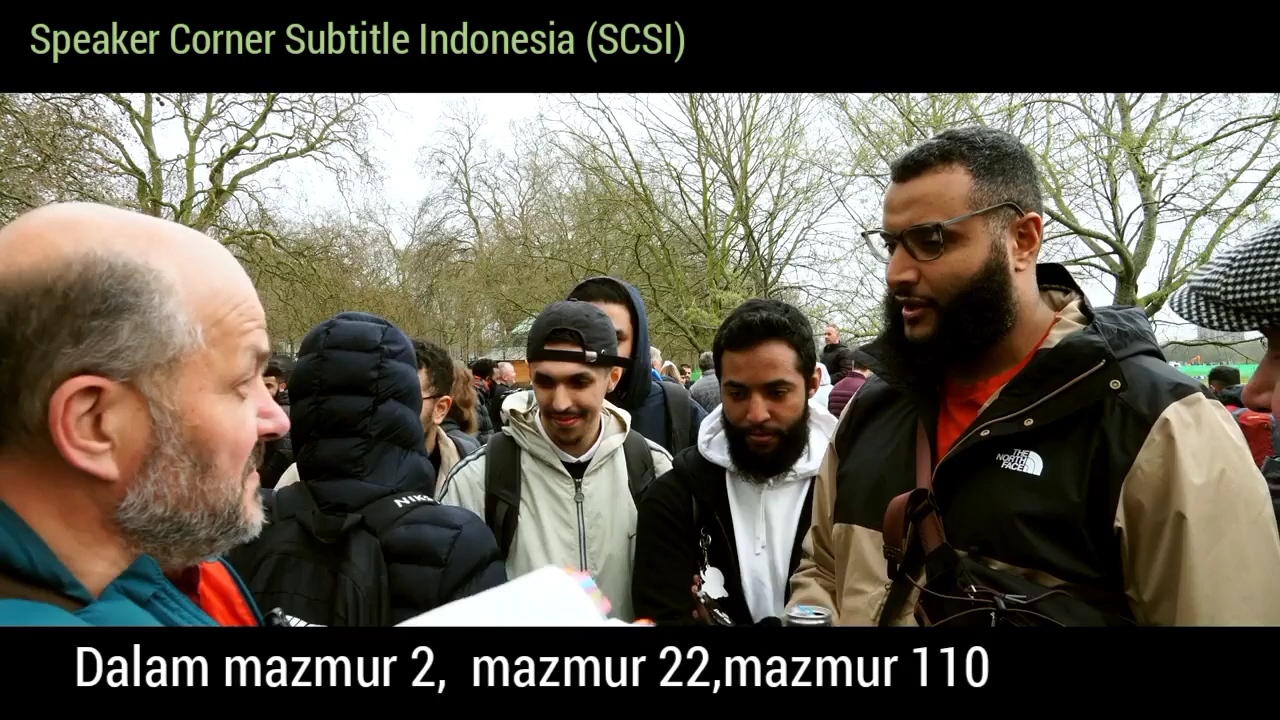 Speaker Corner Subtitle Indonesia (SCSI)
NIKE
THE
NORTH
FACE
Dalam mazmur 2, mazmur 22,mazmur 110